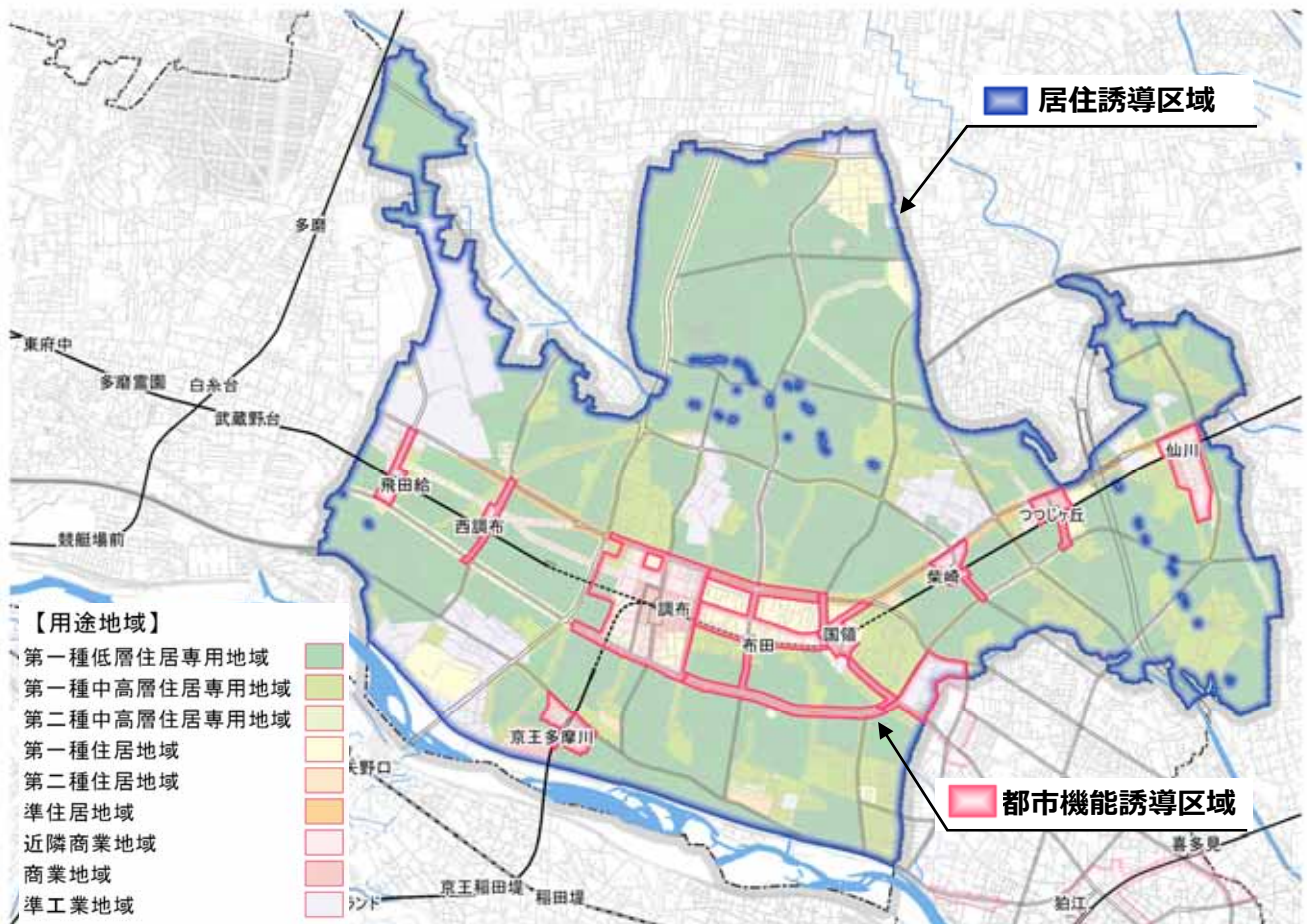 居住誘導区域
多磨
東府中
多磨霊園
白糸台
武蔵野台
仙川
飛田給
つつじヶ丘
西調布
競艇場前
柴崎
調布
国領
布田
【用途地域】
第一種低層住居専用地域
第一種中高層住居専用地域
第二種中高層住居専用地域
第一種住居地域
第二種住居地域
準住居地域
近隣商業地域
商業地域
準工業地域
京王多摩川
矢野口
都市機能誘導区域
喜多見
京王稲田堤
稲田堤
ランド
狛江